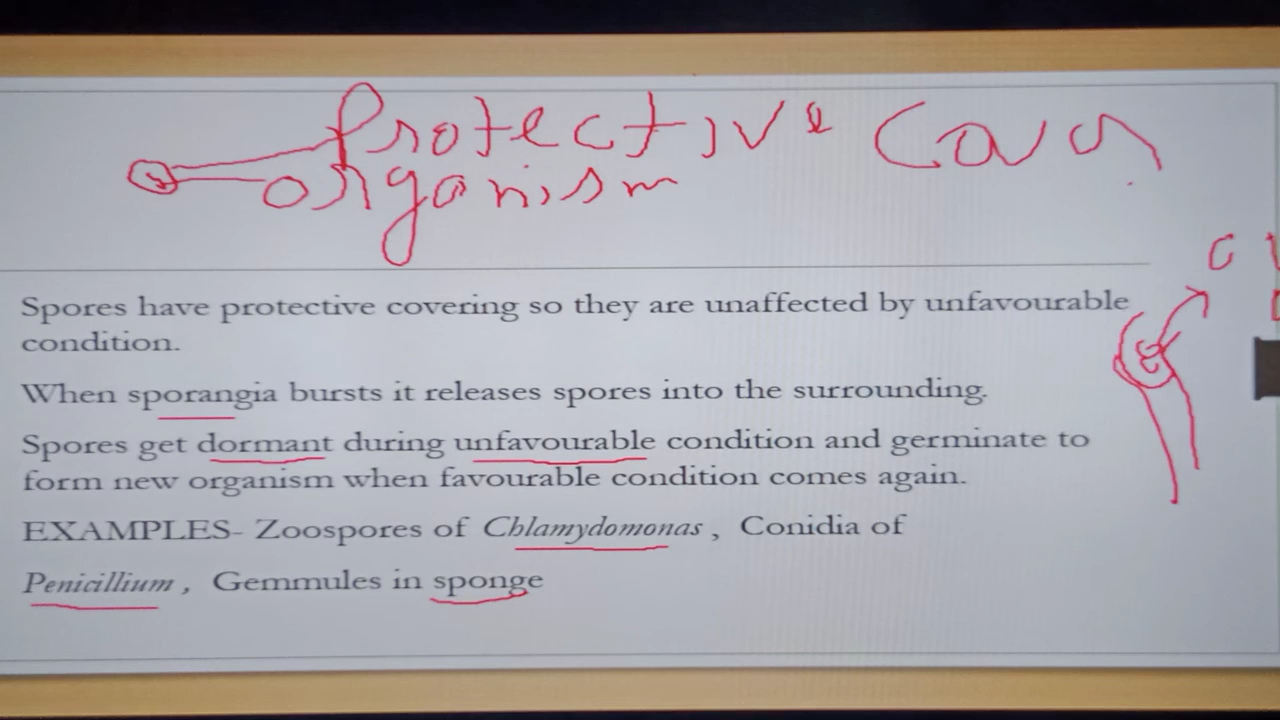 Protective Cover
Organism
Spores have protective covering so they are unaffected by unfavourable
condition.
When sporangia bursts it releases spores into the surrounding.
Spores get dormant during unfavourable condition and germinate to
form new organism when favourable condition comes again.
EXAMPLES- Zoospores of Chlamydomonas , Conidia of
Penicillium , Gemmules in sponge